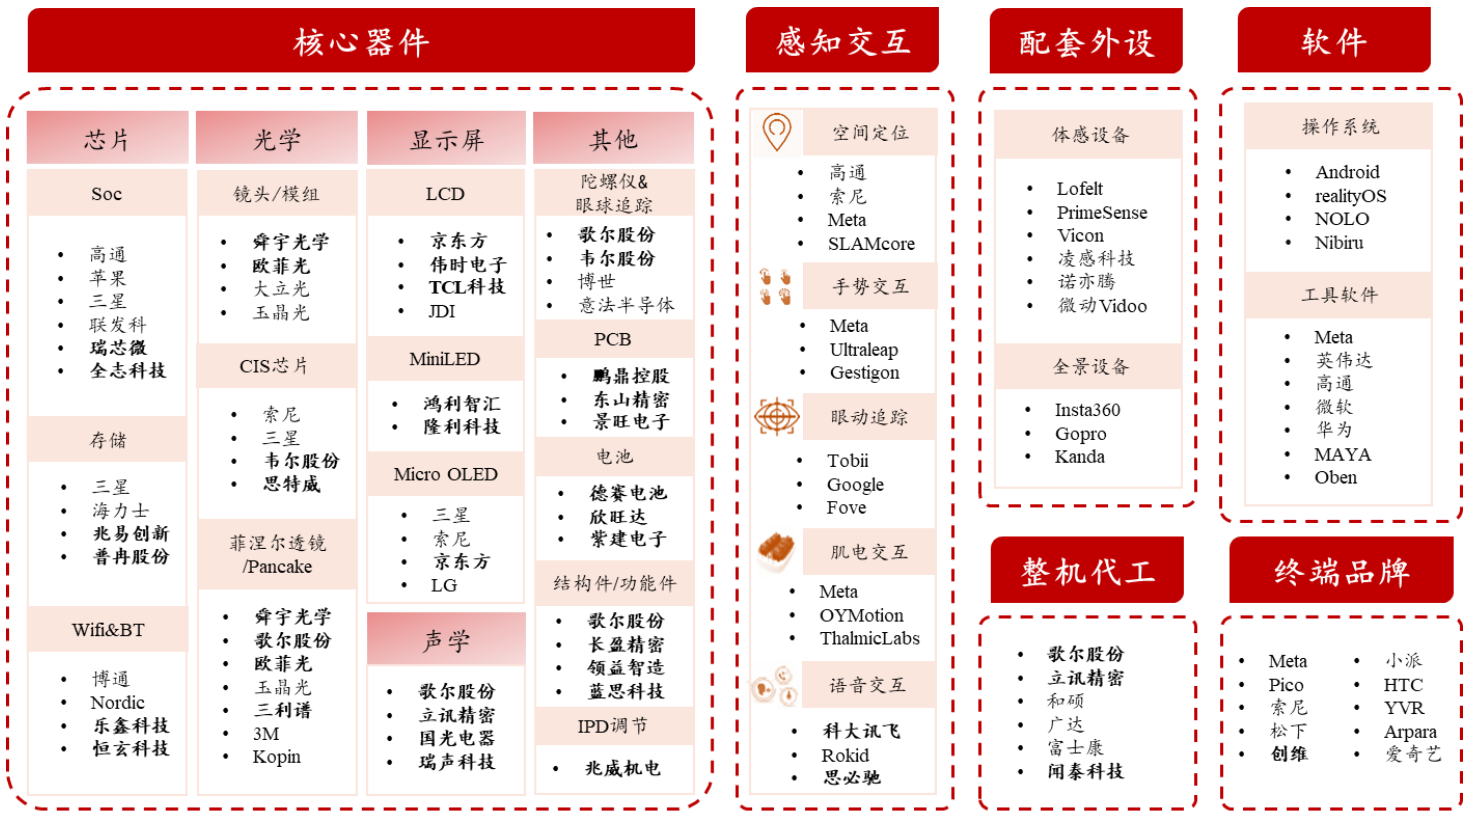 核心器件
芯片
Soc
• 高通
• 苹果
• 三星
• 联发科
• 瑞芯微
• 全志科技
存储
• 三星
• 海力士
• 兆易创新
• 普冉股份
Wifi&BT
• 博通
• Nordic
• 乐鑫科技
• 恒玄科技
光学
镜头/模组
• 舜宇光学
• 欧菲光
• 大立光
• 玉晶光
CIS芯片
• 索尼
• 三星
• 韦尔股份
• 思特威
菲涅尔透镜
/Pancake
• 舜宇光学
• 歌尔股份
• 欧菲光
• 玉晶光
• 三利谱
• 3M
• Kopin
显示屏
LCD
• 京东方
• 伟时电子
• TCL科技
• JDI
MiniLED
• 鸿利智汇
• 隆利科技
Micro OLED
• 三星
• 索尼
• 京东方
• LG
声学
• 歌尔股份
• 立讯精密
• 国光电器
• 瑞声科技
其他
陀螺仪&
眼球追踪
• 歌尔股份
• 韦尔股份
• 博世
• 意法半导体
PCB
• 鹏鼎控股
• 东山精密
• 景旺电子
电池
• 德赛电池
• 欣旺达
• 紫建电子
结构件/功能件
• 歌尔股份
• 长盈精密
• 领益智造
• 蓝思科技
IPD调节
• 兆威机电
感知交互
空间定位
• 高通
• 索尼
• Meta
• SLAMcore
手势交互
• Meta
• Ultraleap
• Gestigon
眼动追踪
• Tobii
• Google
• Fove
肌电交互
• Meta
• OYMotion
• ThalmicLabs
语音交互
• 科大讯飞
• Rokid
• 思必驰
配套外设
体感设备
• Lofelt
• PrimeSense
• Vicon
• 凌感科技
• 诺亦腾
• 微动Vidoo
全景设备
• Insta360
• Gopro
• Kanda
软件
操作系统
• Android
• realityOS
• NOLO
• Nibiru
工具软件
• Meta
• 英伟达
• 高通
• 微软
• 华为
• MAYA
• Oben
整机代工
• 歌尔股份
• 立讯精密
• 和硕
• 广达
• 富士康
• 闻泰科技
终端品牌
• Meta
• Pico
• 索尼
• 松下
• 创维
• 小派
• HTC
• YVR
• Arpara
• 爱奇艺